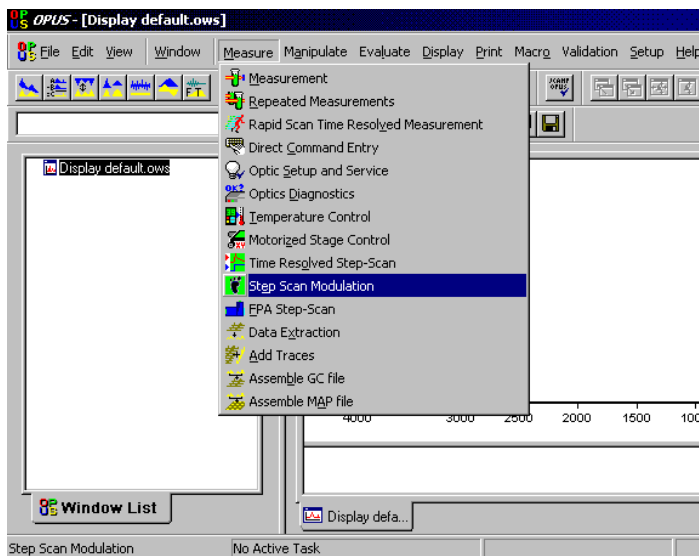 OPUS - [Display default.ows]
File Edit View Window Measure Manipulate Evaluate Display Print Macro Validation Setup Help
Measurement
Repeated Measurements
Rapid Scan Time Resolved Measurement
Direct Command Entry
Optic Setup and Service
Optics Diagnostics
Temperature Control
Motorized Stage Control
Time Resolved Step-Scan
Step Scan Modulation
FPA Step-Scan
Data Extraction
Add Traces
Assemble GC file
Assemble MAP file
Display default.ows
4000 3000 2500 2000 1500 100
Window List
Display defa...
Step Scan Modulation No Active Task